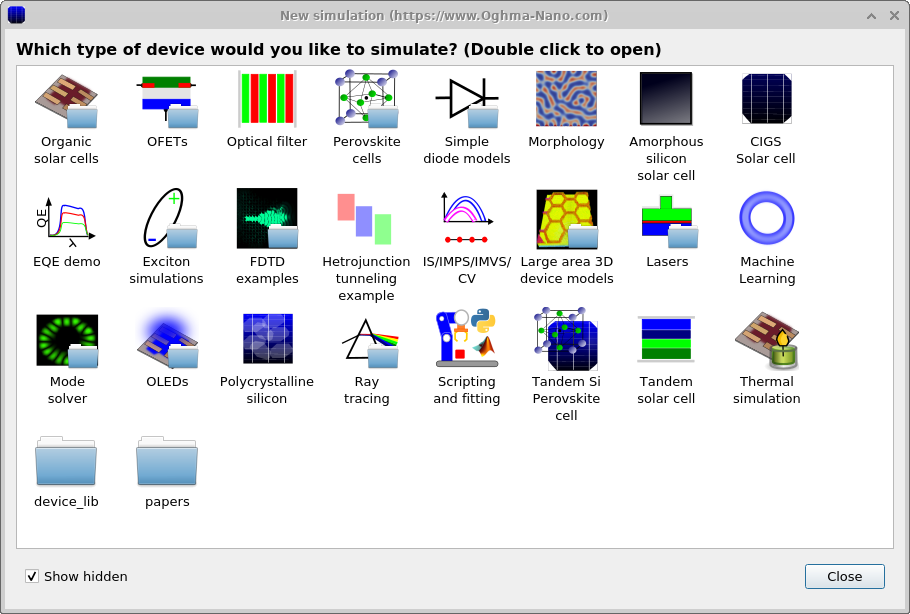 New simulation (https://www.Oghma-Nano.com)
Which type of device would you like to simulate? (Double click to open)
Organic
solar cells
OFETs
Optical filter
Perovskite
cells
Simple
diode models
Morphology
Amorphous
silicon
solar cell
CIGS
Solar cell
QE
λ
EQE demo
Exciton
simulations
FDTD
examples
Hetrojunction
tunneling
example
IS/IMPS/IMVS/
CV
Large area 3D
device models
Lasers
Machine
Learning
Mode
solver
OLEDs
Polycrystalline
silicon
Ray
tracing
Scripting
and fitting
Tandem Si
Perovskite
cell
Tandem
solar cell
Thermal
simulation
device_lib
papers
Show hidden
Close